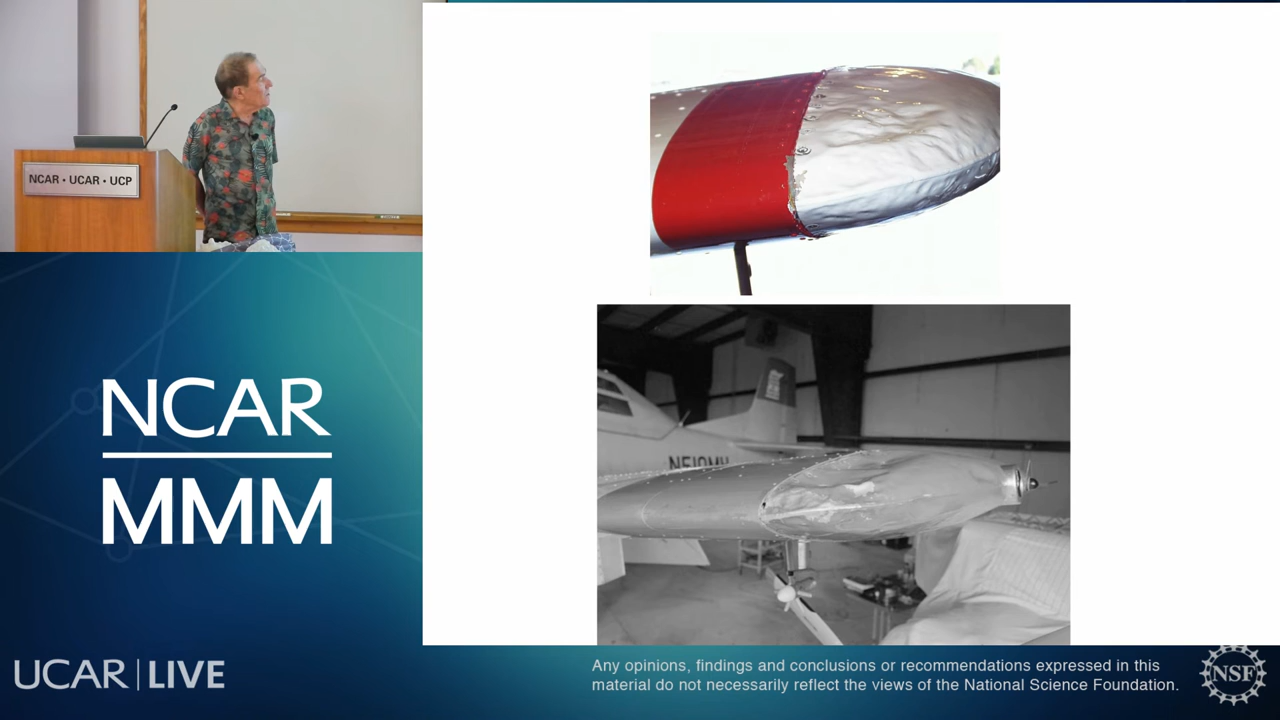 NCAR • UCAR • UCP
NCAR
MMM
UCAR | LIVE
Any opinions, findings and conclusions or recommendations expressed in this
material do not necessarily reflect the views of the National Science Foundation.
NSF